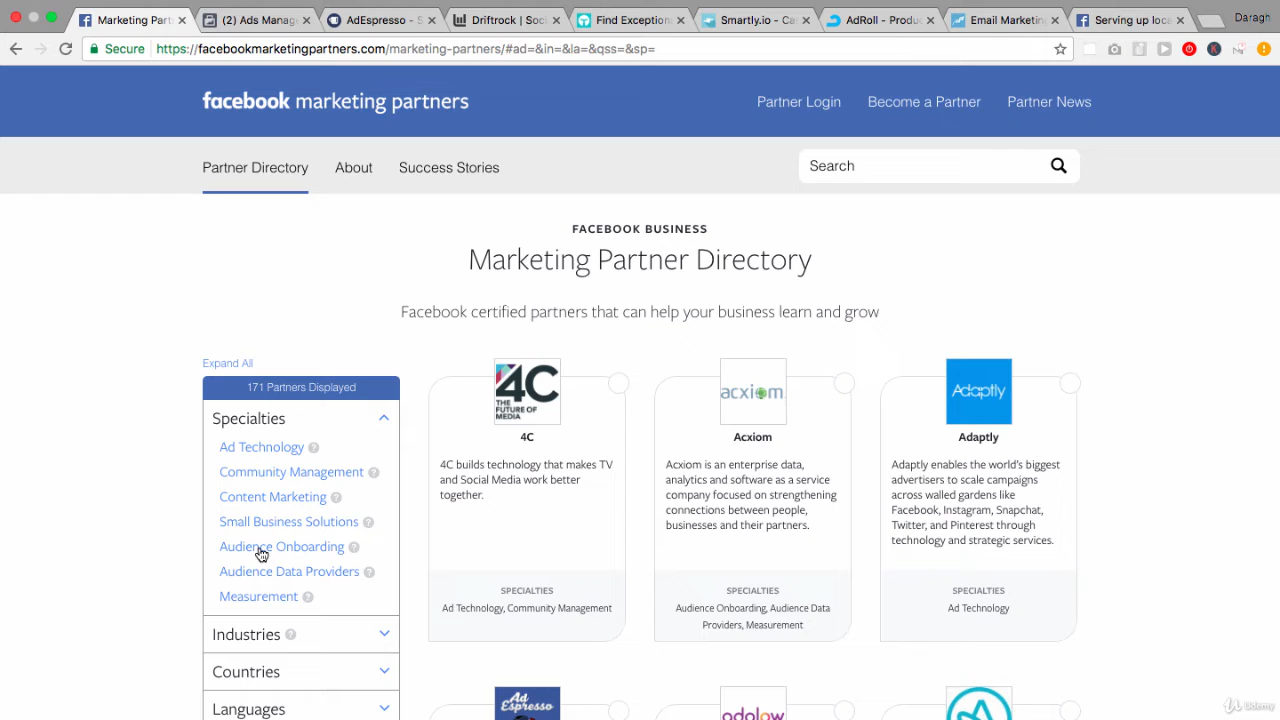 Marketing Part
(2) Ads Manag
AdEspresso - S
Driftrock | Soci
Find Exception
Smartly.io - Ca
AdRoll - Produc
Email Marketin
Serving up loca
Daragh
Secure
https://facebookmarketingpartners.com/marketing-partners/#ad=&in=&la=&qss=&sp=
facebook marketing partners
Partner Login
Become a Partner
Partner News
Partner Directory
About
Success Stories
Search
FACEBOOK BUSINESS
Marketing Partner Directory
Facebook certified partners that can help your business learn and grow
Expand All
171 Partners Displayed
Specialties
Ad Technology ?
Community Management ?
Content Marketing ?
Small Business Solutions ?
Audience Onboarding ?
Audience Data Providers ?
Measurement ?
Industries ?
Countries
Languages
4C
THE
FUTURE OF
MEDIA
4C
4C builds technology that makes TV
and Social Media work better
together.
SPECIALTIES
Ad Technology, Community Management
acxiom
Acxiom
Acxiom is an enterprise data,
analytics and software as a service
company focused on strengthening
connections between people,
businesses and their partners.
SPECIALTIES
Audience Onboarding, Audience Data
Providers, Measurement
Adaptly
Adaptly
Adaptly enables the world's biggest
advertisers to scale campaigns
across walled gardens like
Facebook, Instagram, Snapchat,
Twitter, and Pinterest through
technology and strategic services.
SPECIALTIES
Ad Technology
Ad
Espresso
adglow
Udemy